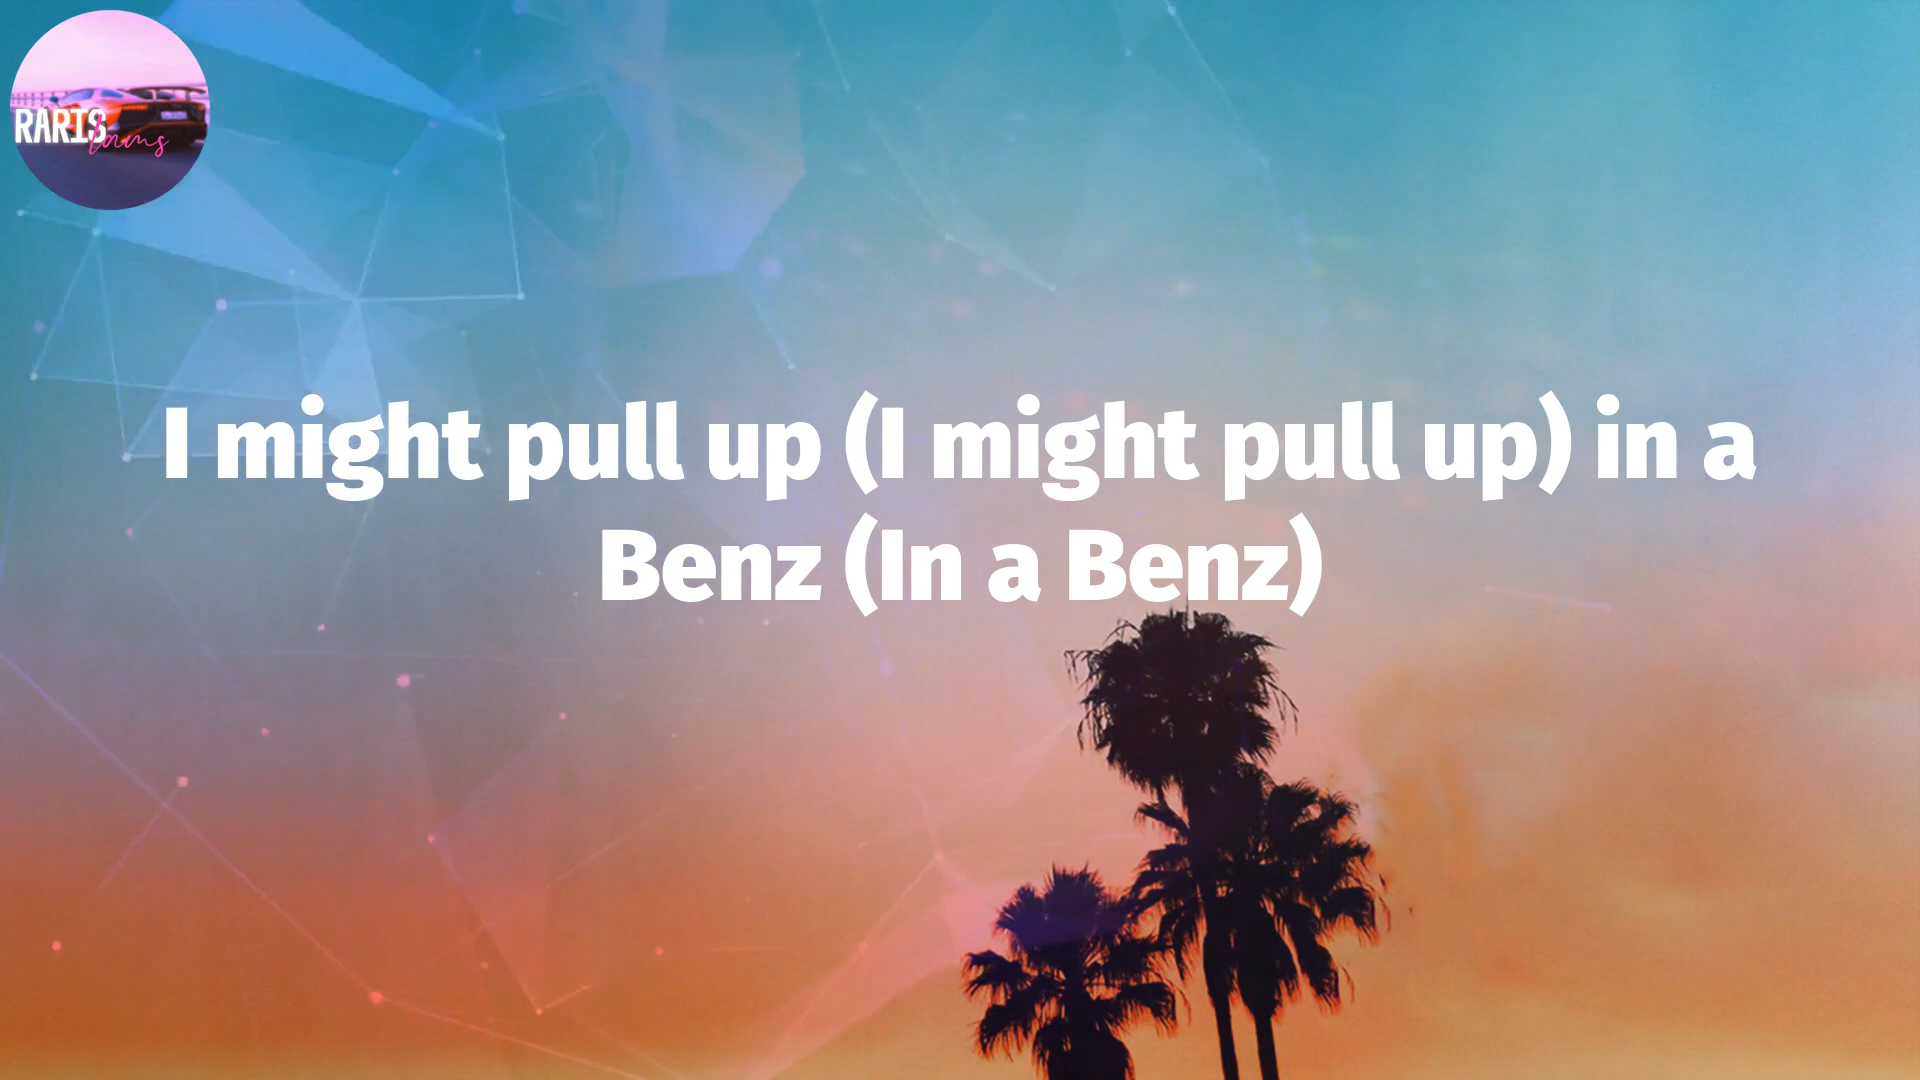 RARIS
I might pull up (I might pull up) in a
Benz (In a Benz)